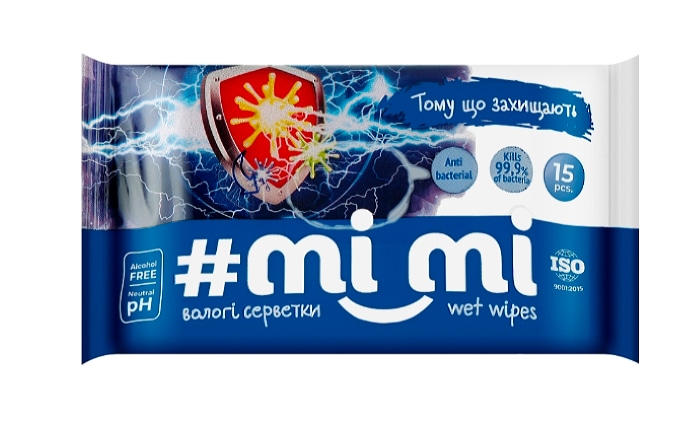 Тому що захищають
Anti
bacterial
Kills
99,9%
of bacteria
15
pcs.
Alcohol
FREE
Neutral
pH
#mi mi
вологі серветки
wet wipes
ISO
9001:2015